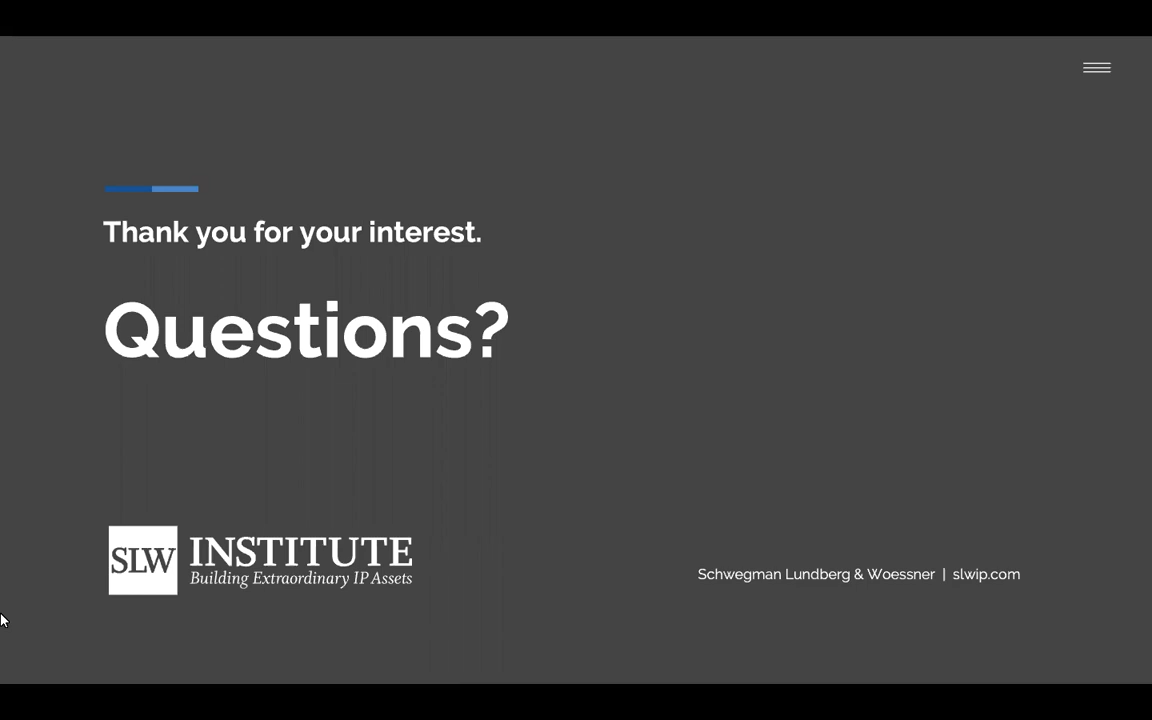 Thank you for your interest.
Questions?
SLW
INSTITUTE
Building Extraordinary IP Assets
Schwegman Lundberg & Woessner | slwip.com